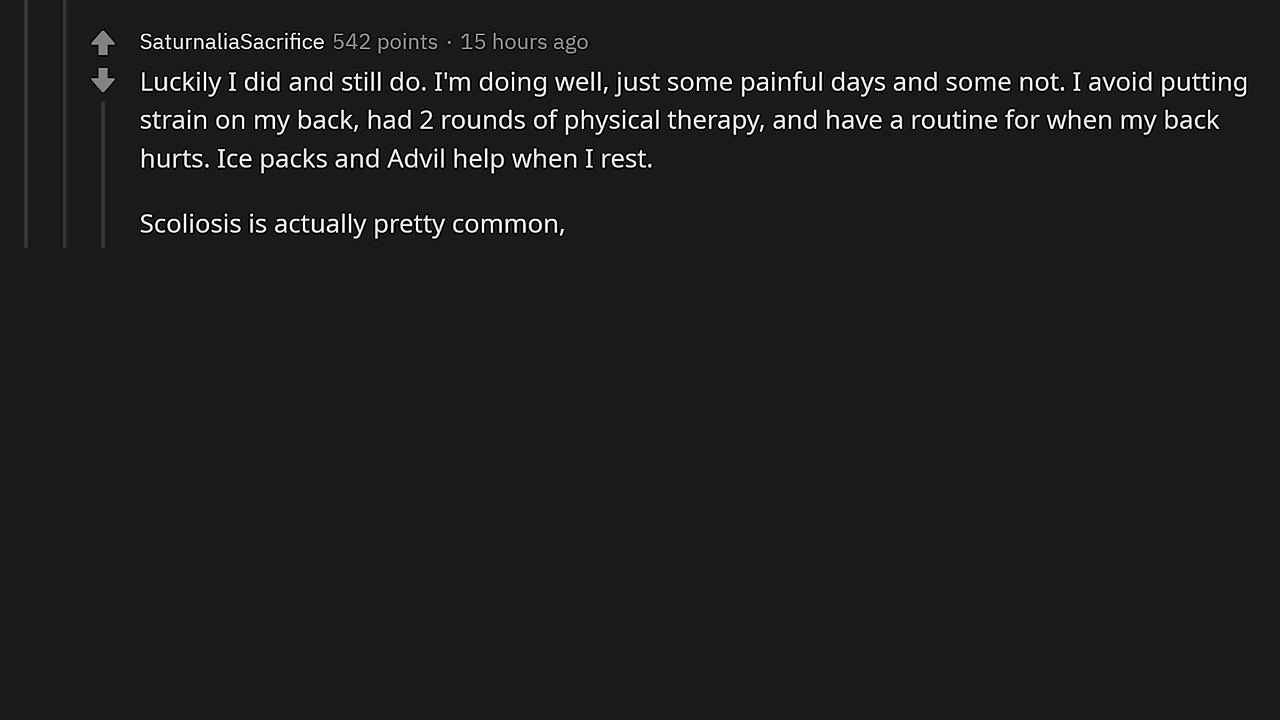 SaturnaliaSacrifice 542 points · 15 hours ago
Luckily I did and still do. I'm doing well, just some painful days and some not. I avoid putting
strain on my back, had 2 rounds of physical therapy, and have a routine for when my back
hurts. Ice packs and Advil help when I rest.
Scoliosis is actually pretty common,